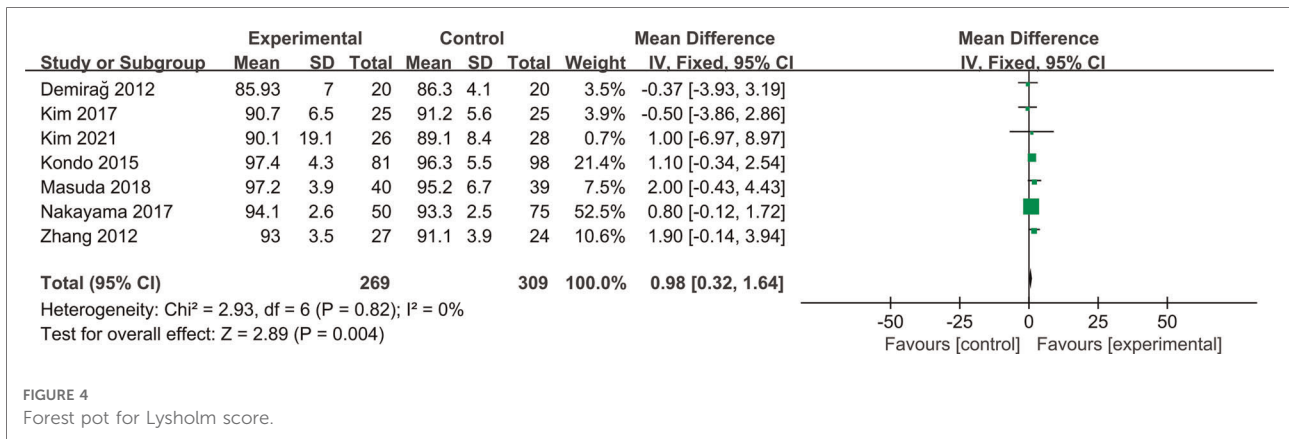 Experimental Control Mean Difference Mean Difference
Study or Subgroup Mean SD Total Mean SD Total Weight IV, Fixed, 95% CI IV, Fixed, 95% CI
Demirağ 2012 85.93 7 20 86.3 4.1 20 3.5% -0.37 [-3.93, 3.19]
Kim 2017 90.7 6.5 25 91.2 5.6 25 3.9% -0.50 [-3.86, 2.86]
Kim 2021 90.1 19.1 26 89.1 8.4 28 0.7% 1.00 [-6.97, 8.97]
Kondo 2015 97.4 4.3 81 96.3 5.5 98 21.4% 1.10 [-0.34, 2.54]
Masuda 2018 97.2 3.9 40 95.2 6.7 39 7.5% 2.00 [-0.43, 4.43]
Nakayama 2017 94.1 2.6 50 93.3 2.5 75 52.5% 0.80 [-0.12, 1.72]
Zhang 2012 93 3.5 27 91.1 3.9 24 10.6% 1.90 [-0.14, 3.94]
Total (95% CI) 269 309 100.0% 0.98 [0.32, 1.64]
Heterogeneity: Chi² = 2.93, df = 6 (P = 0.82); I² = 0%
Test for overall effect: Z = 2.89 (P = 0.004)
-50 -25 0 25 50
Favours [control] Favours [experimental]
FIGURE 4
Forest pot for Lysholm score.